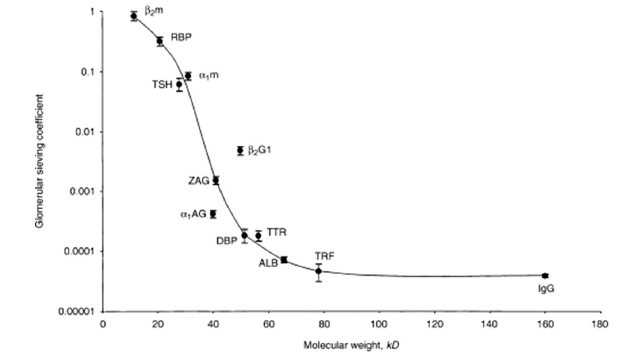 1
β₂m
RBP
0.1
α₁m
TSH
0.01
β₂G1
ZAG
0.001
α₁AG
DBP
TTR
0.0001
ALB
TRF
IgG
0.00001
0
20
40
60
80
100
120
140
160
180
Glomerular sieving coefficient
Molecular weight, kD